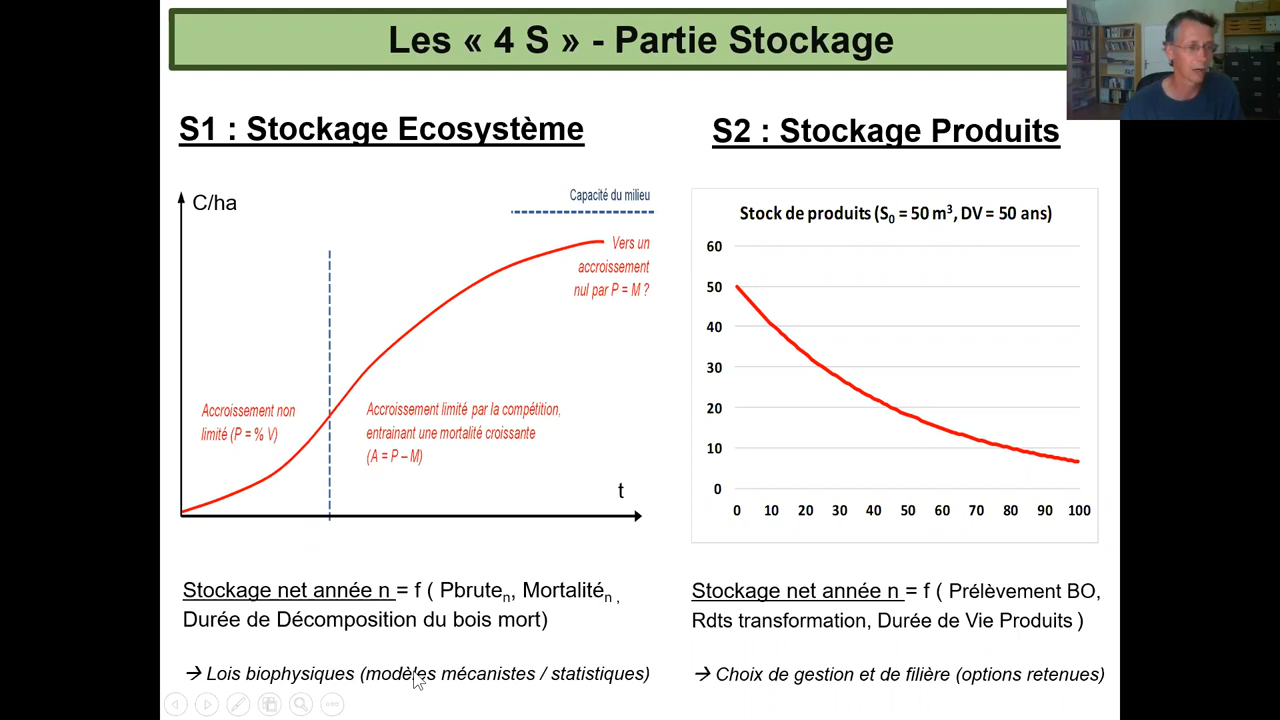 Les « 4 S » - Partie Stockage
S1 : Stockage Ecosystème
C/ha
Capacité du milieu
Vers un
accroissement
nul par P = M ?
Accroissement non
limité (P = % V)
Accroissement limité par la compétition,
entrainant une mortalité croissante
(A = P – M)
t
Stockage net année n = f ( Pbruten, Mortalitén ,
Durée de Décomposition du bois mort)
→ Lois biophysiques (modèles mécanistes / statistiques)
S2 : Stockage Produits
Stock de produits (S0 = 50 m³, DV = 50 ans)
60
50
40
30
20
10
0
0 10 20 30 40 50 60 70 80 90 100
Stockage net année n = f ( Prélèvement BO,
Rdts transformation, Durée de Vie Produits )
→ Choix de gestion et de filière (options retenues)